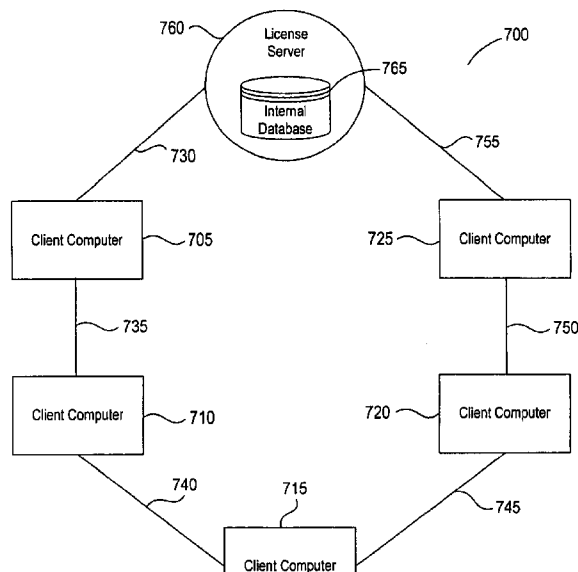 760
License
Server
700
765
Internal
Database
730
755
Client Computer
705
725
Client Computer
735
750
Client Computer
710
720
Client Computer
740
715
745
Client Computer